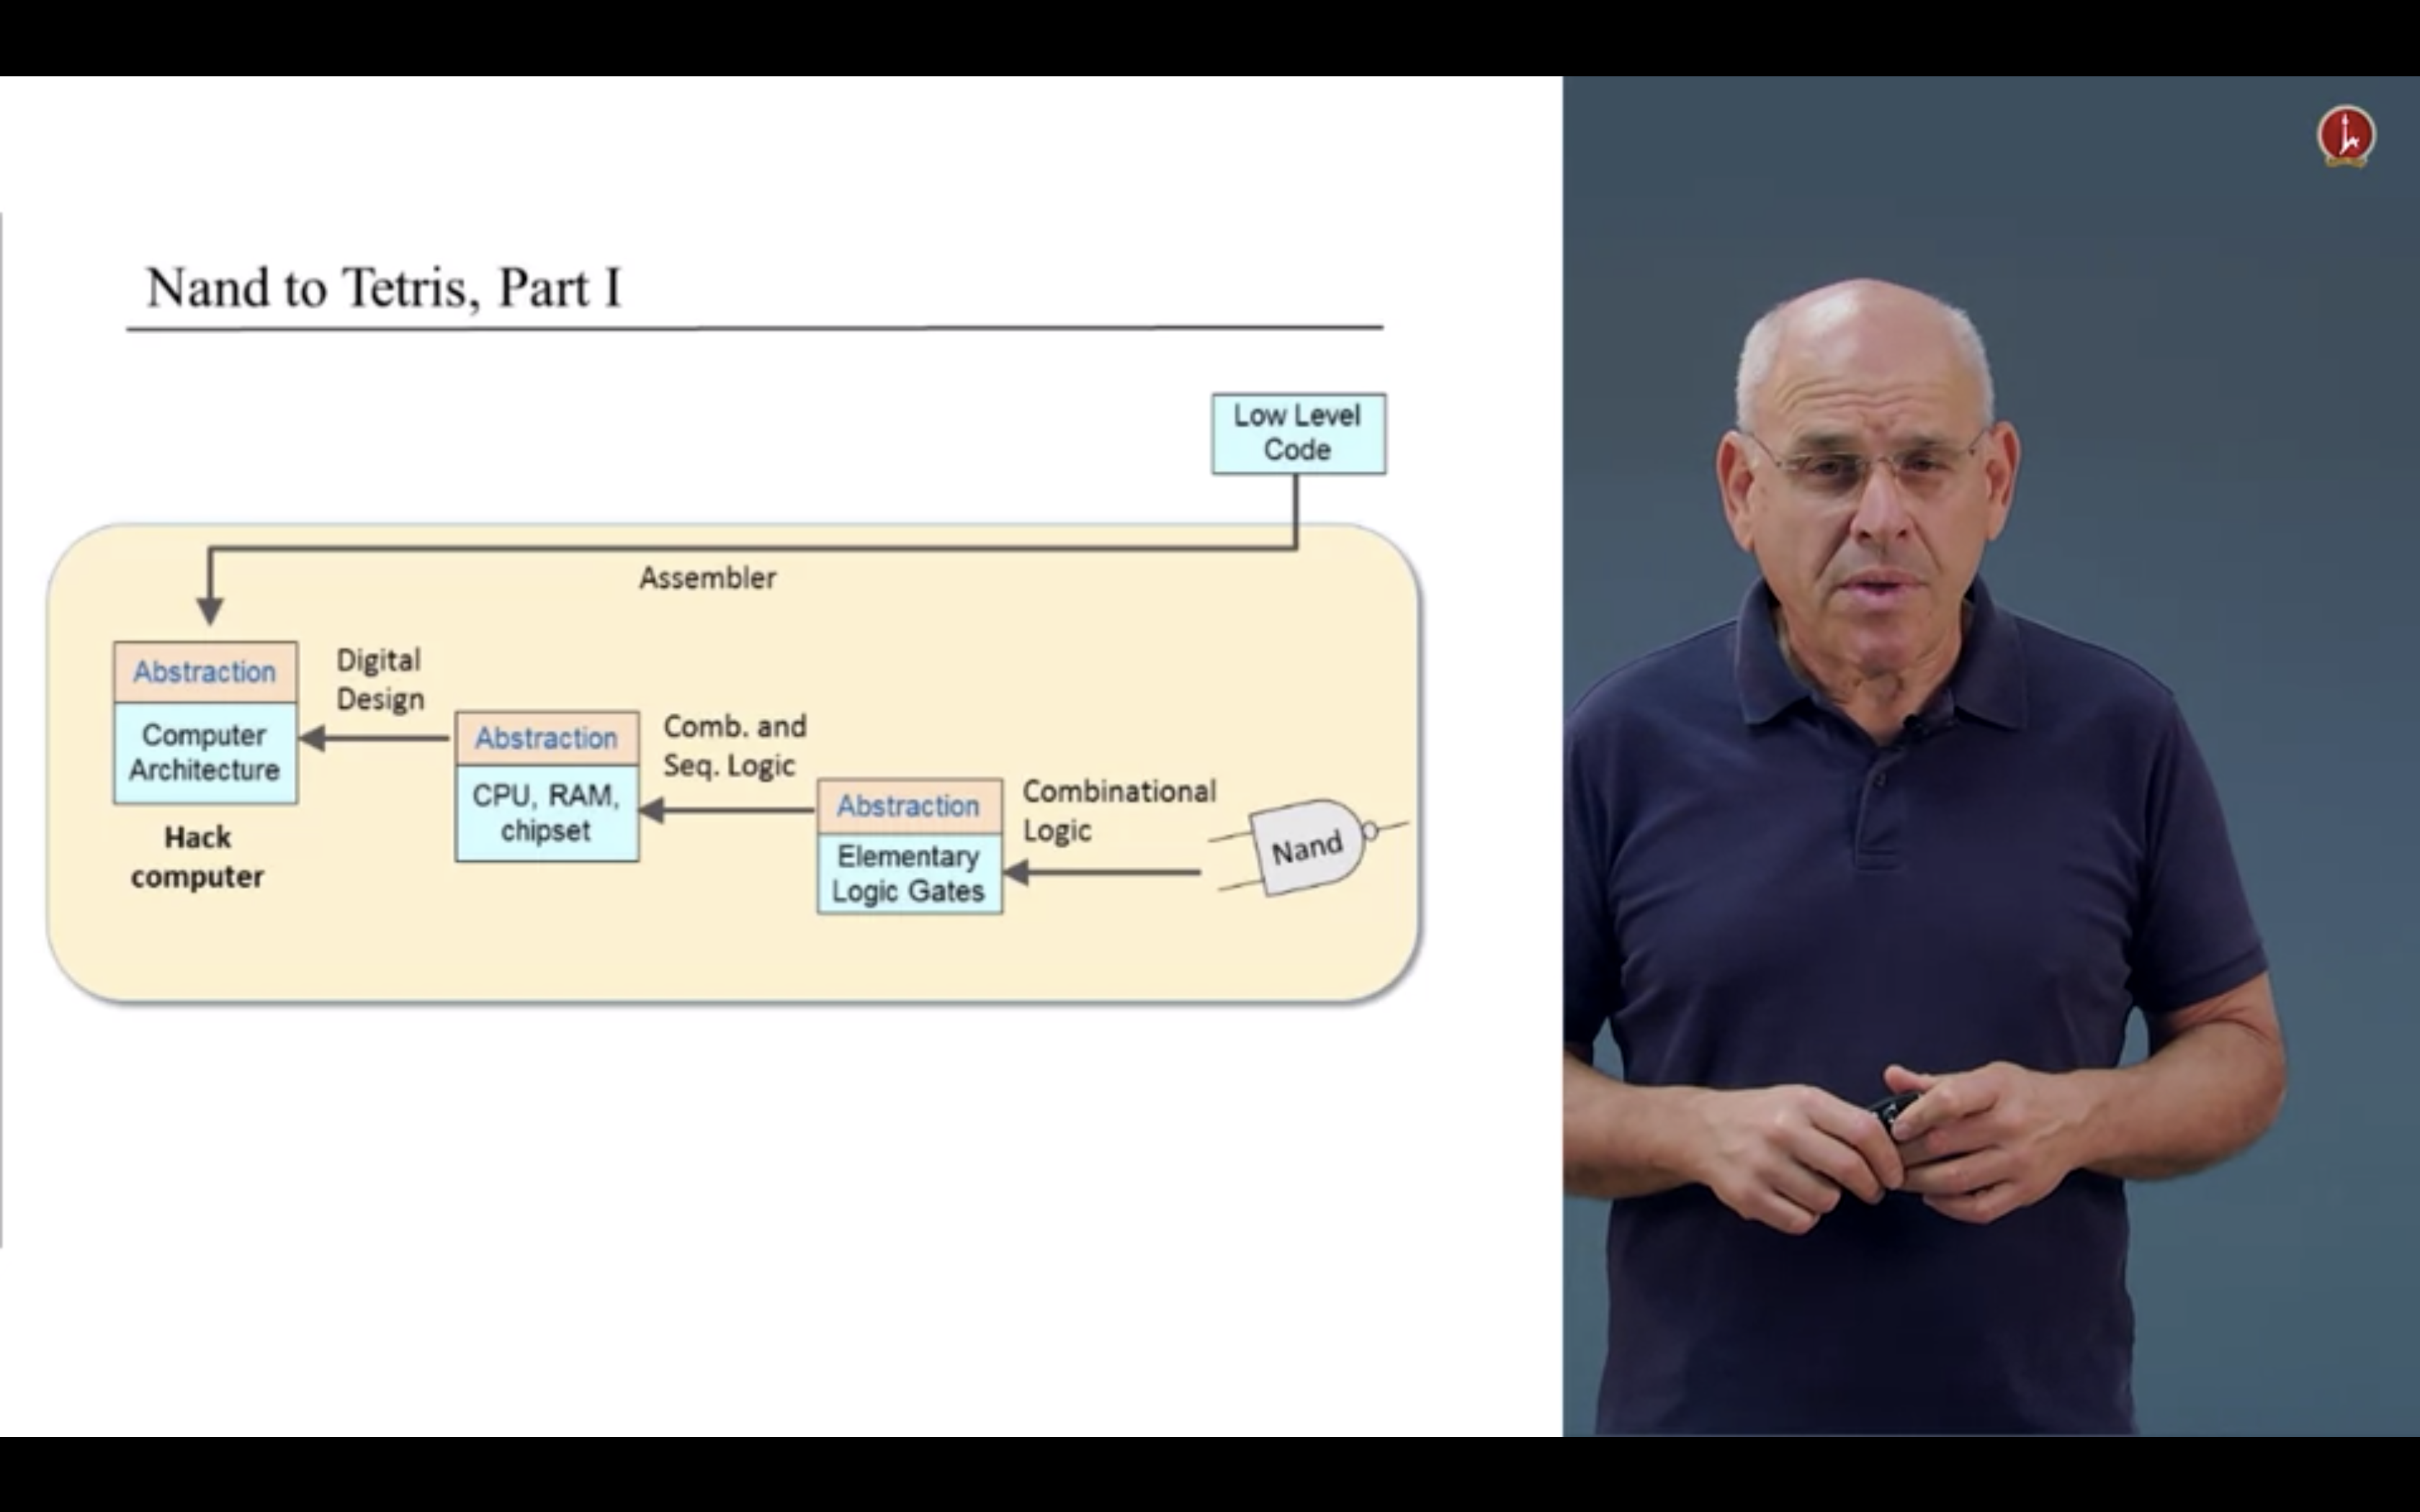 Nand to Tetris, Part I
Low Level
Code
Assembler
Abstraction
Computer
Architecture
Hack
computer
Digital
Design
Abstraction
CPU, RAM,
chipset
Comb. and
Seq. Logic
Abstraction
Elementary
Logic Gates
Combinational
Logic
Nand